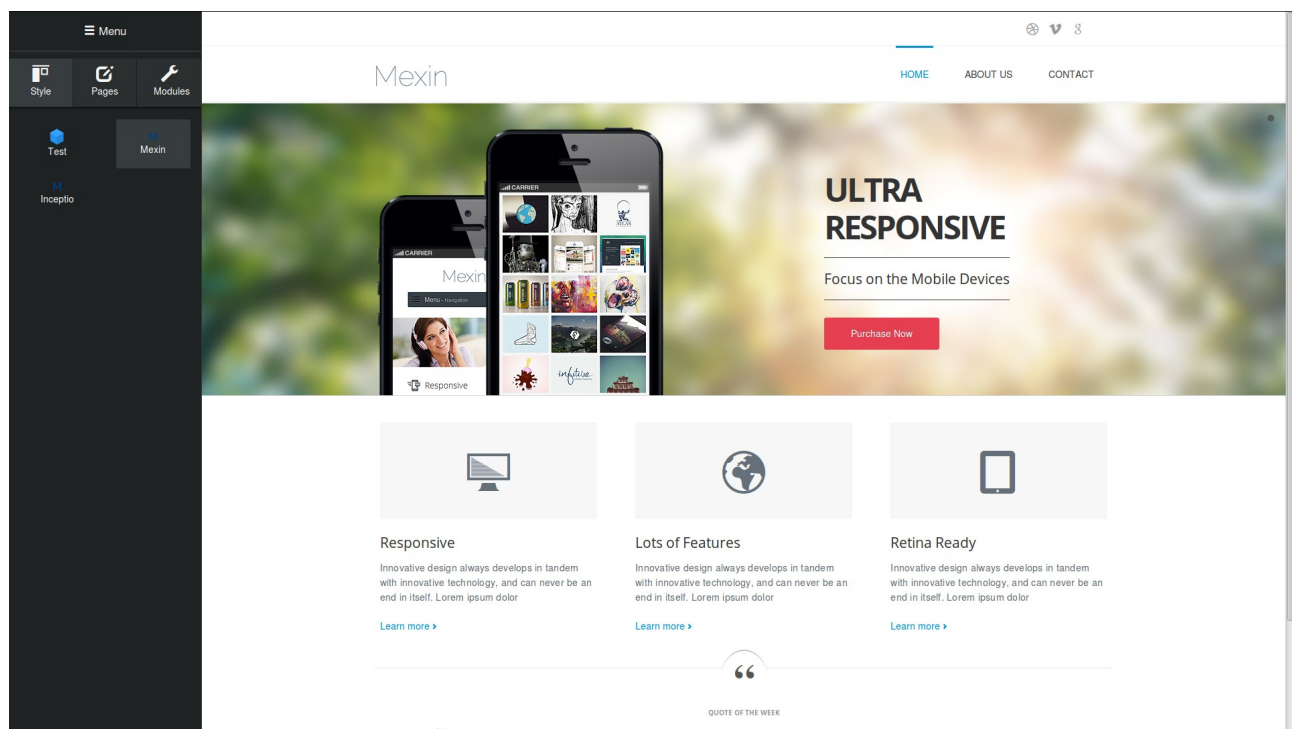 Menu
Style
Pages
Modules
Test
Mexin
Inceptio
Mexin
HOME
ABOUT US
CONTACT
CARRIER
CARRIER
Mexin
Menu - Navigation
Responsive
infuitive
ULTRA
RESPONSIVE
Focus on the Mobile Devices
Purchase Now
Responsive
Innovative design always develops in tandem
with innovative technology, and can never be an
end in itself. Lorem ipsum dolor
Learn more
Lots of Features
Innovative design always develops in tandem
with innovative technology, and can never be an
end in itself. Lorem ipsum dolor
Learn more
Retina Ready
Innovative design always develops in tandem
with innovative technology, and can never be an
end in itself. Lorem ipsum dolor
Learn more
QUOTE OF THE WEEK